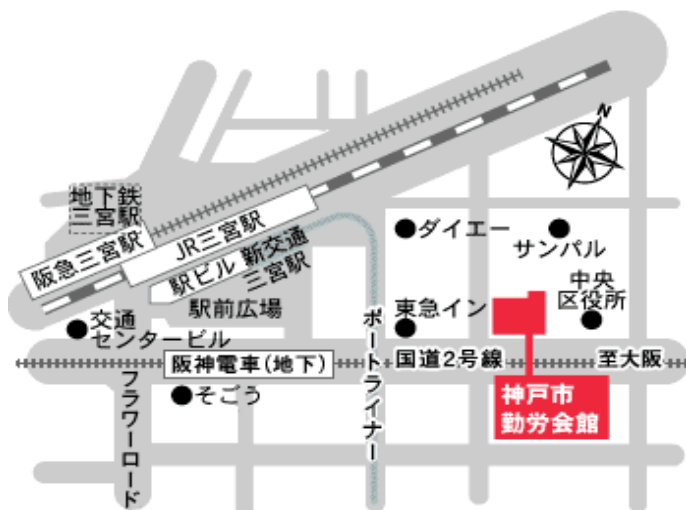 N
地下鉄
三宮駅
阪急三宮駅
JR三宮駅
駅ビル
新交通
三宮駅
駅前広場
ダイエー
サンパル
中央
区役所
東急イン
交通
センタービル
阪神電車(地下)
国道2号線
至大阪
そごう
フラワーロード
ポートライナー
神戸市
勤労会館